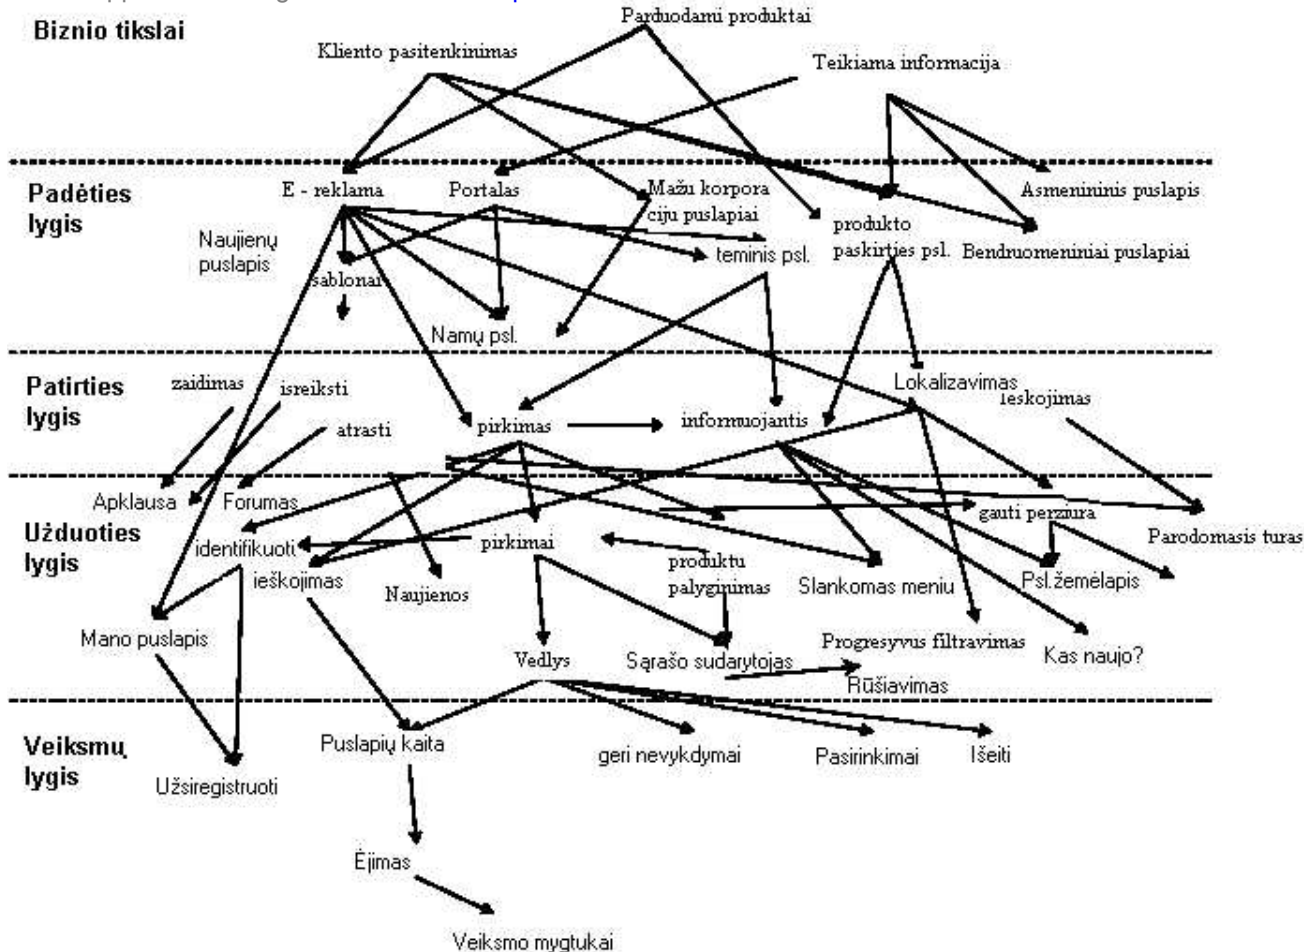 Biznio tikslai
Parduodami produktai
Kliento pasitenkinimas
Teikiama informacija
Padėties
lygis
E - reklama
Portalas
Mažu korpora
ciju puslapiai
produkto
paskirties psl.
Asmenininis puslapis
Bendruomeniniai puslapiai
Naujienų
puslapis
sablonai
teminis psl.
Namų psl.
Patirties
lygis
zaidimas
isreiksti
atrasti
pirkimas
informuojantis
Lokalizavimas
Ieskojimas
Užduoties
lygis
Apklausa
Forumas
identifikuoti
ieškojimas
pirkimai
Naujienos
produktu
palyginimas
gauti perziura
Parodomasis turas
Slankomas meniu
Psl.žemėlapis
Mano puslapis
Vedlys
Sąrašo sudarytojas
Progresyvus filtravimas
Rūšiavimas
Kas naujo?
Veiksmų
lygis
Užsiregistruoti
Puslapių kaita
geri nevykdymai
Pasirinkimai
Išeiti
Ėjimas
Veiksmo mygtukai